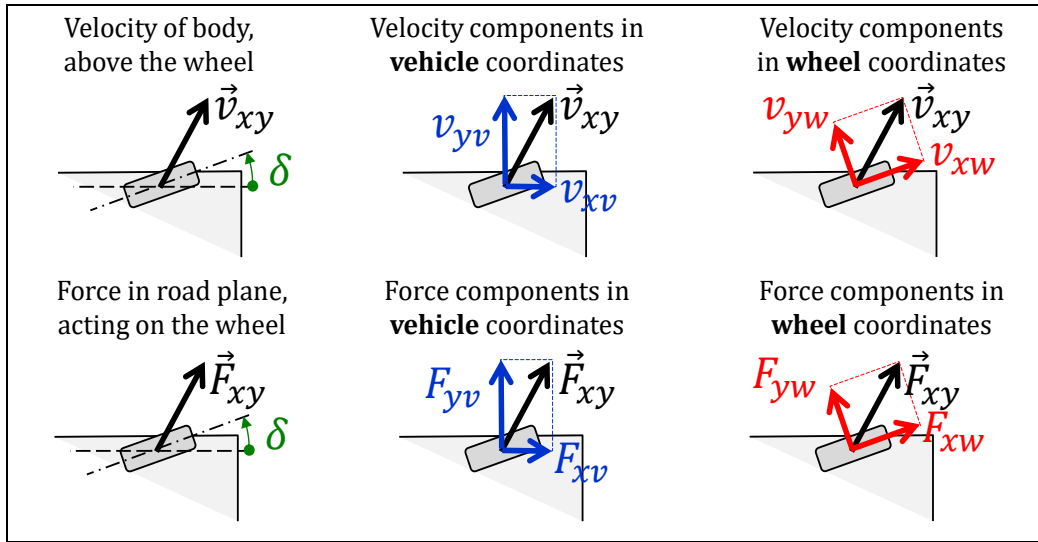 Velocity of body,
above the wheel
Velocity components in
vehicle coordinates
Velocity components
in wheel coordinates
v⃗xy
δ
vyv
v⃗xy
vxv
vyw
v⃗xy
vxw
Force in road plane,
acting on the wheel
Force components in
vehicle coordinates
Force components in
wheel coordinates
F⃗xy
δ
Fyv
F⃗xy
Fxv
Fyw
F⃗xy
Fxw